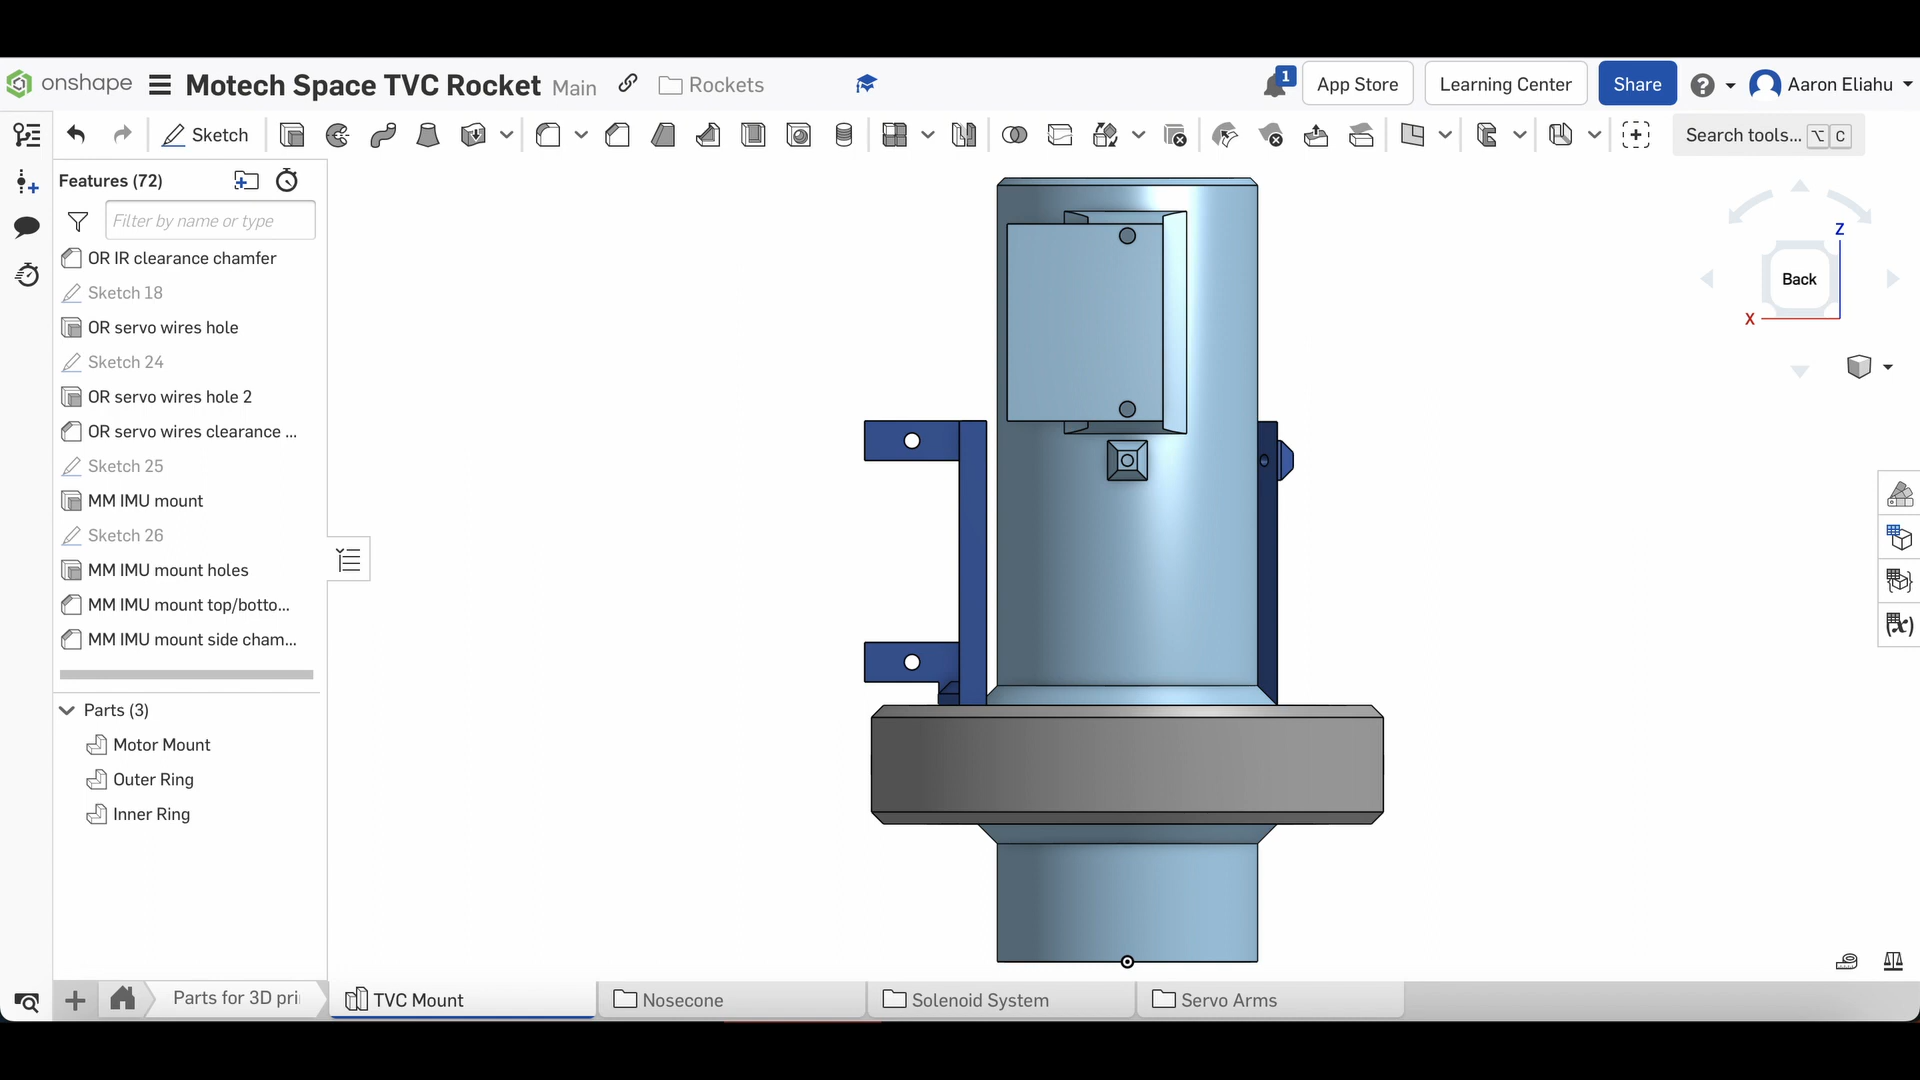 onshape Motech Space TVC Rocket Main Rockets 1 App Store Learning Center Share ? Aaron Eliahu
Sketch Search tools... ⌥ C
Features (72)
Filter by name or type
OR IR clearance chamfer
Sketch 18
OR servo wires hole
Sketch 24
OR servo wires hole 2
OR servo wires clearance ...
Sketch 25
MM IMU mount
Sketch 26
MM IMU mount holes
MM IMU mount top/botto...
MM IMU mount side cham...
Parts (3)
Motor Mount
Outer Ring
Inner Ring
Z
Back
X
(x)
Parts for 3D pri TVC Mount Nosecone Solenoid System Servo Arms